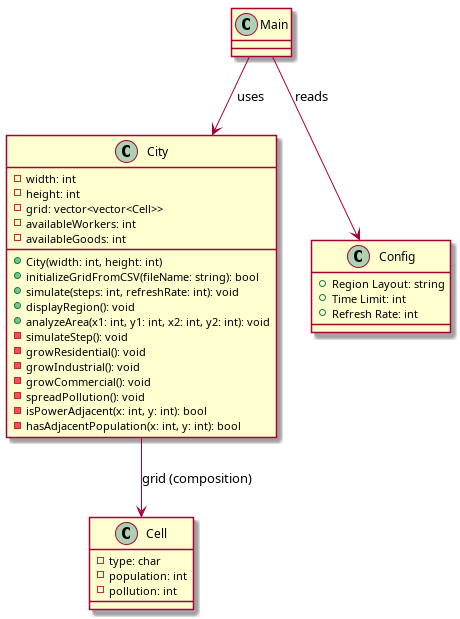 C Main
uses
reads
C City
width: int
height: int
grid: vector<vector<Cell>>
availableWorkers: int
availableGoods: int
City(width: int, height: int)
initializeGridFromCSV(fileName: string): bool
simulate(steps: int, refreshRate: int): void
displayRegion(): void
analyzeArea(x1: int, y1: int, x2: int, y2: int): void
simulateStep(): void
growResidential(): void
growIndustrial(): void
growCommercial(): void
spreadPollution(): void
isPowerAdjacent(x: int, y: int): bool
hasAdjacentPopulation(x: int, y: int): bool
C Config
Region Layout: string
Time Limit: int
Refresh Rate: int
grid (composition)
C Cell
type: char
population: int
pollution: int